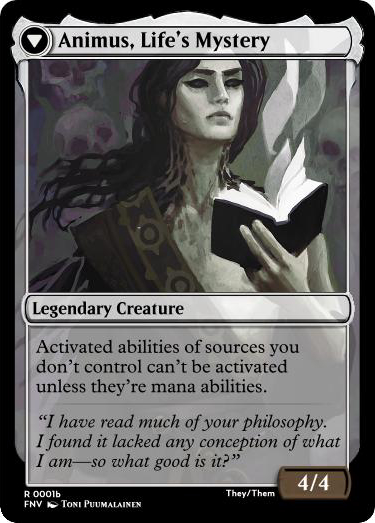 Animus, Life's Mystery
Legendary Creature
Activated abilities of sources you
don't control can't be activated
unless they're mana abilities.
“I have read much of your philosophy.
I found it lacked any conception of what
I am—so what good is it?”
4/4
R 0001b
They/Them
FNV Toni Puumalainen